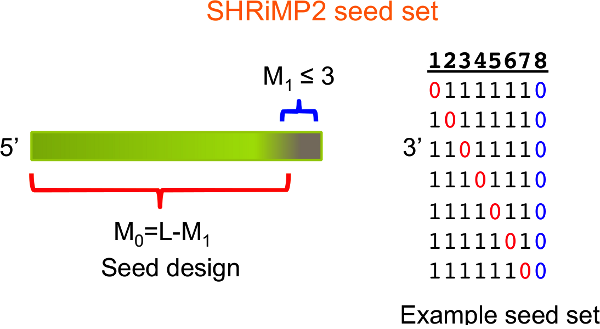 SHRiMP2 seed set
M₁ ≤ 3
5’
3’
M₀=L-M₁
Seed design
12345678
01111110
10111110
11011110
11101110
11110110
11111010
11111100
Example seed set